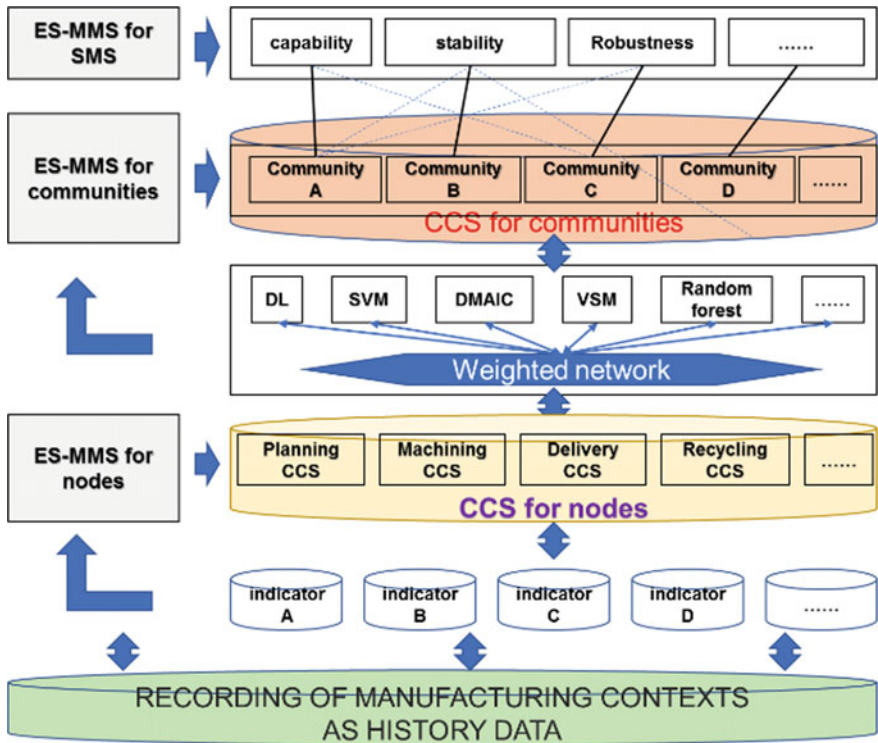 ES-MMS for
SMS
capability
stability
Robustness
......
ES-MMS for
communities
Community
A
Community
B
Community
C
Community
D
......
CCS for communities
DL
SVM
DMAIC
VSM
Random
forest
......
Weighted network
ES-MMS for
nodes
Planning
CCS
Machining
CCS
Delivery
CCS
Recycling
CCS
......
CCS for nodes
indicator
A
indicator
B
indicator
C
indicator
D
......
RECORDING OF MANUFACTURING CONTEXTS
AS HISTORY DATA